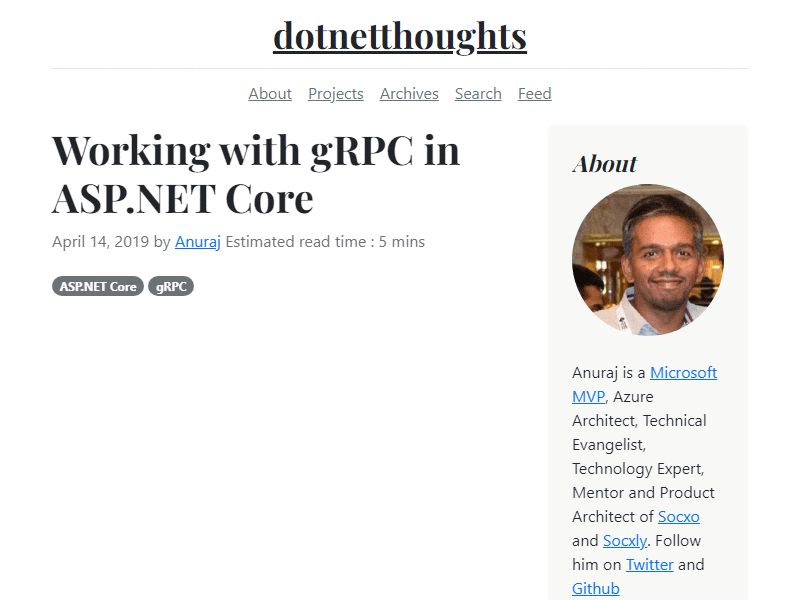 dotnetthoughts
About Projects Archives Search Feed
Working with gRPC in
ASP.NET Core
April 14, 2019 by Anuraj Estimated read time : 5 mins
ASP.NET Core gRPC
About
Anuraj is a Microsoft
MVP, Azure
Architect, Technical
Evangelist,
Technology Expert,
Mentor and Product
Architect of Socxo
and Socxly. Follow
him on Twitter and
Github